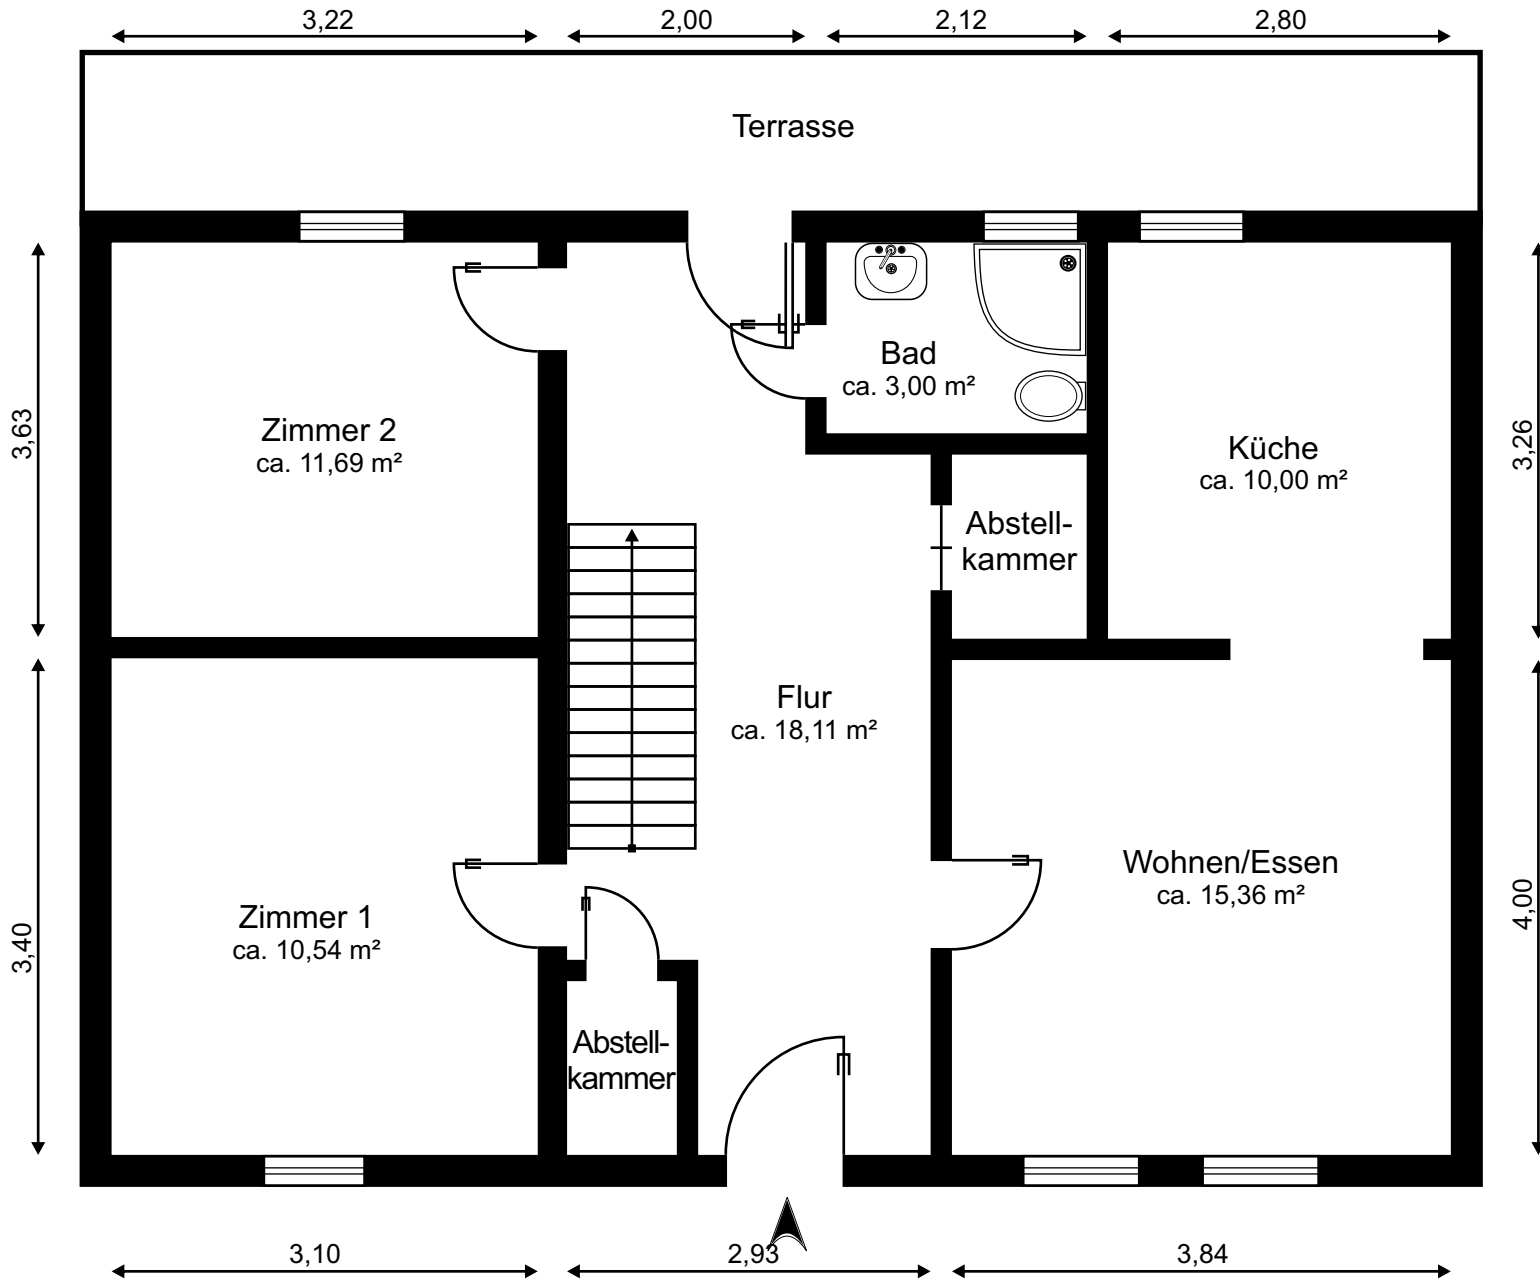 3,22
2,00
2,12
2,80
Terrasse
Bad
ca. 3,00 m²
Zimmer 2
ca. 11,69 m²
3,63
Küche
ca. 10,00 m²
3,26
Abstell-
kammer
Flur
ca. 18,11 m²
Wohnen/Essen
ca. 15,36 m²
4,00
Zimmer 1
ca. 10,54 m²
3,40
Abstell-
kammer
3,10
2,93
3,84